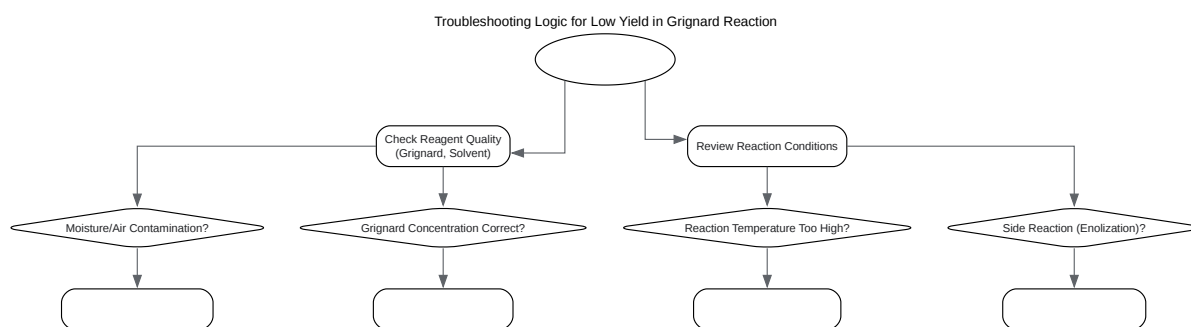 Troubleshooting Logic for Low Yield in Grignard Reaction
Check Reagent Quality
(Grignard, Solvent)
Review Reaction Conditions
Moisture/Air Contamination?
Grignard Concentration Correct?
Reaction Temperature Too High?
Side Reaction (Enolization)?